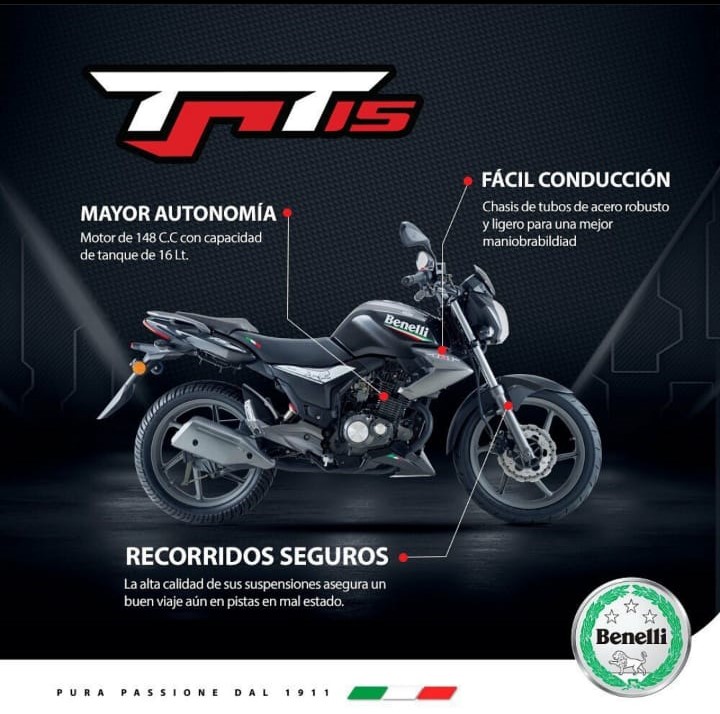 TNT15
FÁCIL CONDUCCIÓN
Chasis de tubos de acero robusto
y ligero para una mejor
maniobrabildiad
MAYOR AUTONOMÍA
Motor de 148 C.C con capacidad
de tanque de 16 Lt.
Benelli
RECORRIDOS SEGUROS
La alta calidad de sus suspensiones asegura un
buen viaje aún en pistas en mal estado.
Benelli
PURA PASSIONE DAL 1911